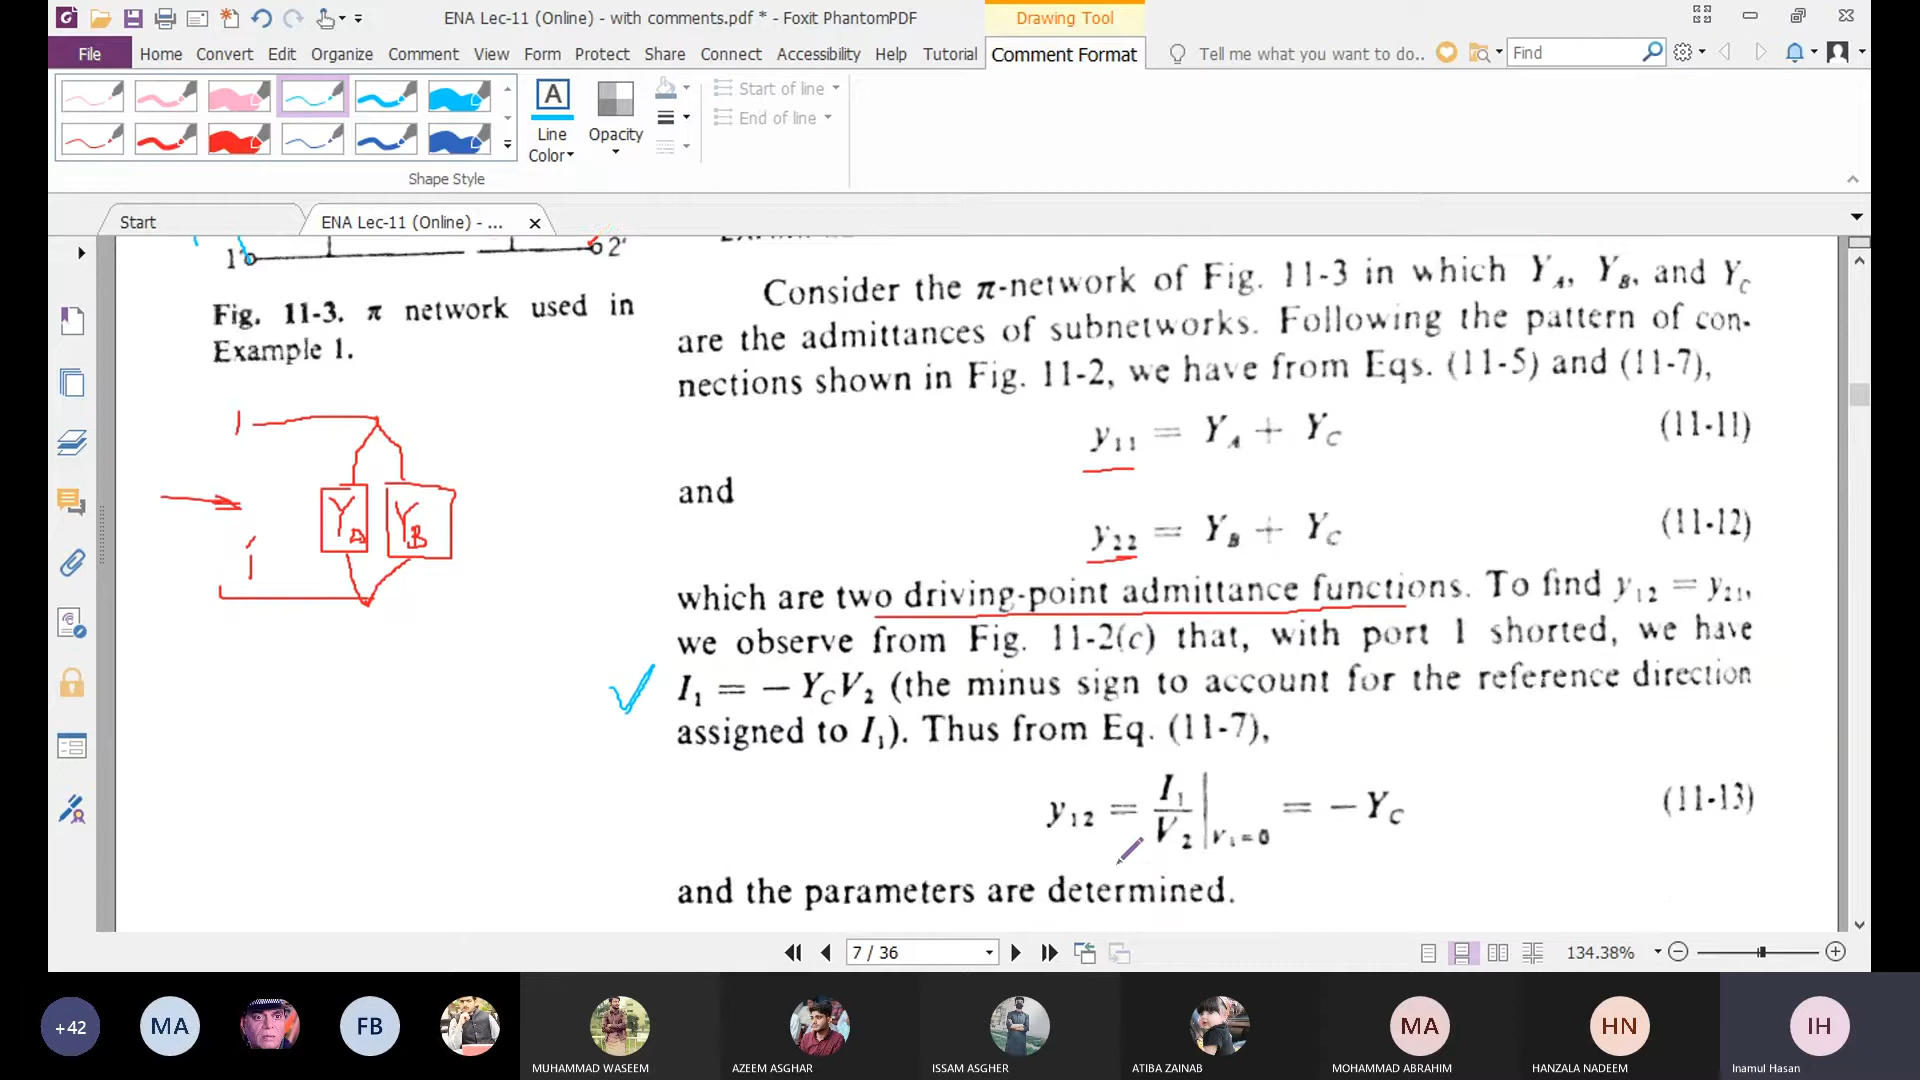 ENA Lec-11 (Online) - with comments.pdf * - Foxit PhantomPDF
Drawing Tool
File Home Convert Edit Organize Comment View Form Protect Share Connect Accessibility Help Tutorial Comment Format Tell me what you want to do.. Find
A
Line Color
Opacity
Start of line
End of line
Shape Style
Start
ENA Lec-11 (Online) - ...
1'
2'
Fig. 11-3. π network used in
Example 1.
1
Y_A
Y_B
1'
Consider the π-network of Fig. 11-3 in which Y_A, Y_B, and Y_C
are the admittances of subnetworks. Following the pattern of con-
nections shown in Fig. 11-2, we have from Eqs. (11-5) and (11-7),
y₁₁ = Y_A + Y_C (11-11)
and
y₂₂ = Y_B + Y_C (11-12)
which are two driving-point admittance functions. To find y₁₂ = y₂₁,
we observe from Fig. 11-2(c) that, with port 1 shorted, we have
I₁ = − Y_C V₂ (the minus sign to account for the reference direction
assigned to I₁). Thus from Eq. (11-7),
y₁₂ = I₁/V₂ |V₁=0 = − Y_C (11-13)
and the parameters are determined.
7 / 36
134.38%
+42
MA
FB
MA
HN
IH
MUHAMMAD WASEEM
AZEEM ASGHAR
ISSAM ASGHER
ATIBA ZAINAB
MOHAMMAD ABRAHIM
HANZALA NADEEM
Inamul Hasan